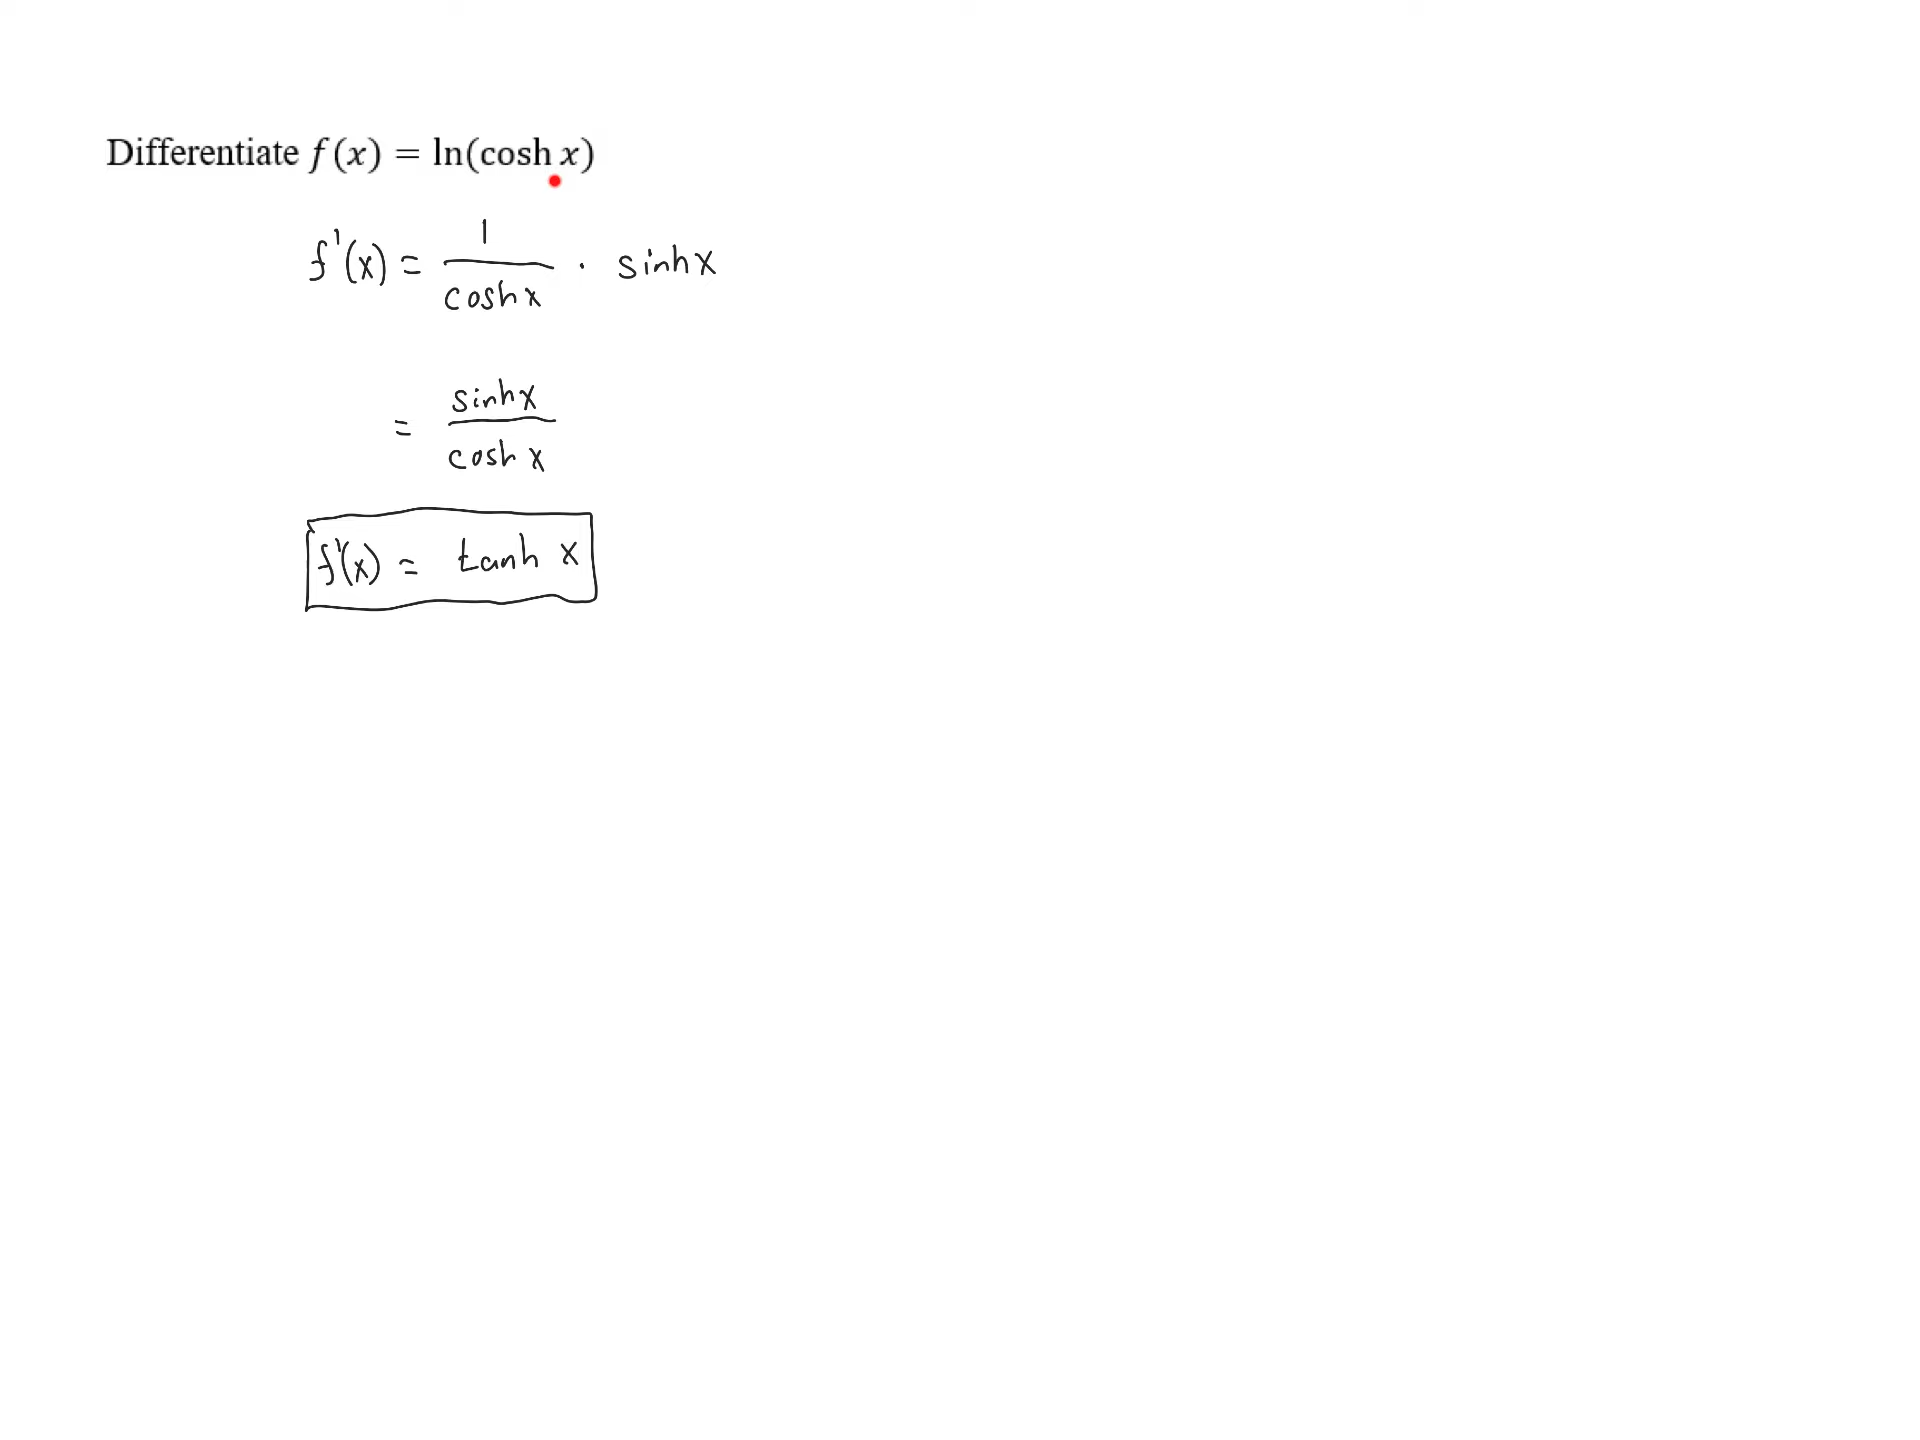 Differentiate f(x) = ln(cosh x)
f'(x) = 1/cosh x · sinh x
= sinh x/cosh x
f'(x) = tanh x